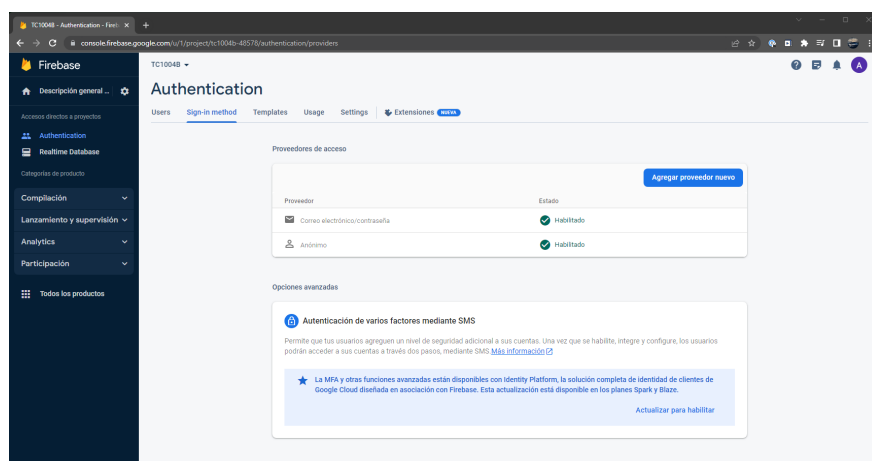 TC1004B - Authentication - Fireb
console.firebase.google.com/u/1/project/tc1004b-48578/authentication/providers
Firebase
TC1004B
A
Descripción general ...
Authentication
Users Sign-in method Templates Usage Settings Extensiones NUEVA
Accesos directos a proyectos
Authentication
Realtime Database
Categorías de producto
Compilación
Lanzamiento y supervisión
Analytics
Participación
Todos los productos
Proveedores de acceso
Agregar proveedor nuevo
Proveedor Estado
Correo electrónico/contraseña Habilitado
Anónimo Habilitado
Opciones avanzadas
Autenticación de varios factores mediante SMS
Permite que tus usuarios agreguen un nivel de seguridad adicional a sus cuentas. Una vez que se habilite, integre y configure, los usuarios
podrán acceder a sus cuentas a través dos pasos, mediante SMS.Más información
La MFA y otras funciones avanzadas están disponibles con Identity Platform, la solución completa de identidad de clientes de
Google Cloud diseñada en asociación con Firebase. Esta actualización está disponible en los planes Spark y Blaze.
Actualizar para habilitar